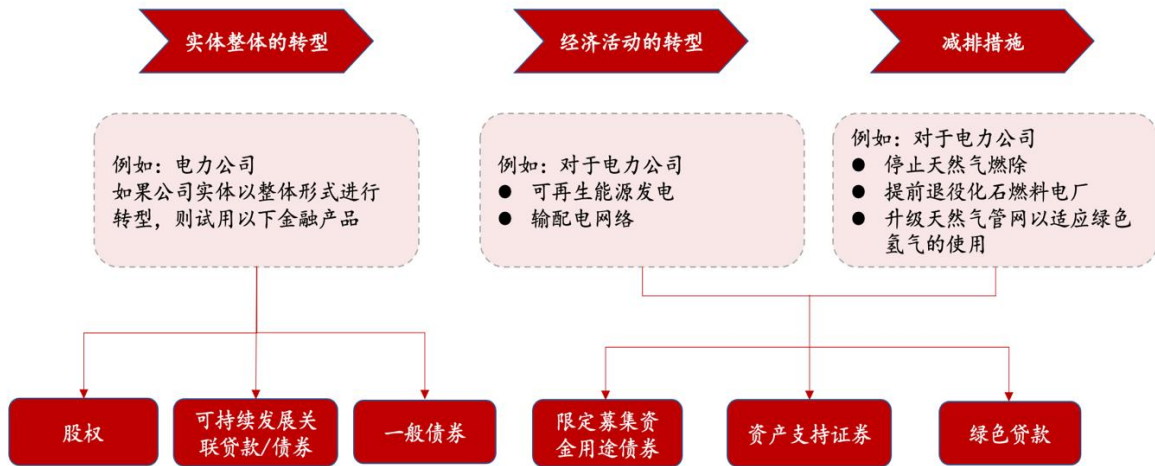 实体整体的转型
经济活动的转型
减排措施
例如：电力公司
如果公司实体以整体形式进行
转型，则试用以下金融产品
例如：对于电力公司
● 可再生能源发电
● 输配电网络
例如：对于电力公司
● 停止天然气燃除
● 提前退役化石燃料电厂
● 升级天然气管网以适应绿色
氢气的使用
股权
可持续发展关
联贷款/债券
一般债券
限定募集资
金用途债券
资产支持证券
绿色贷款